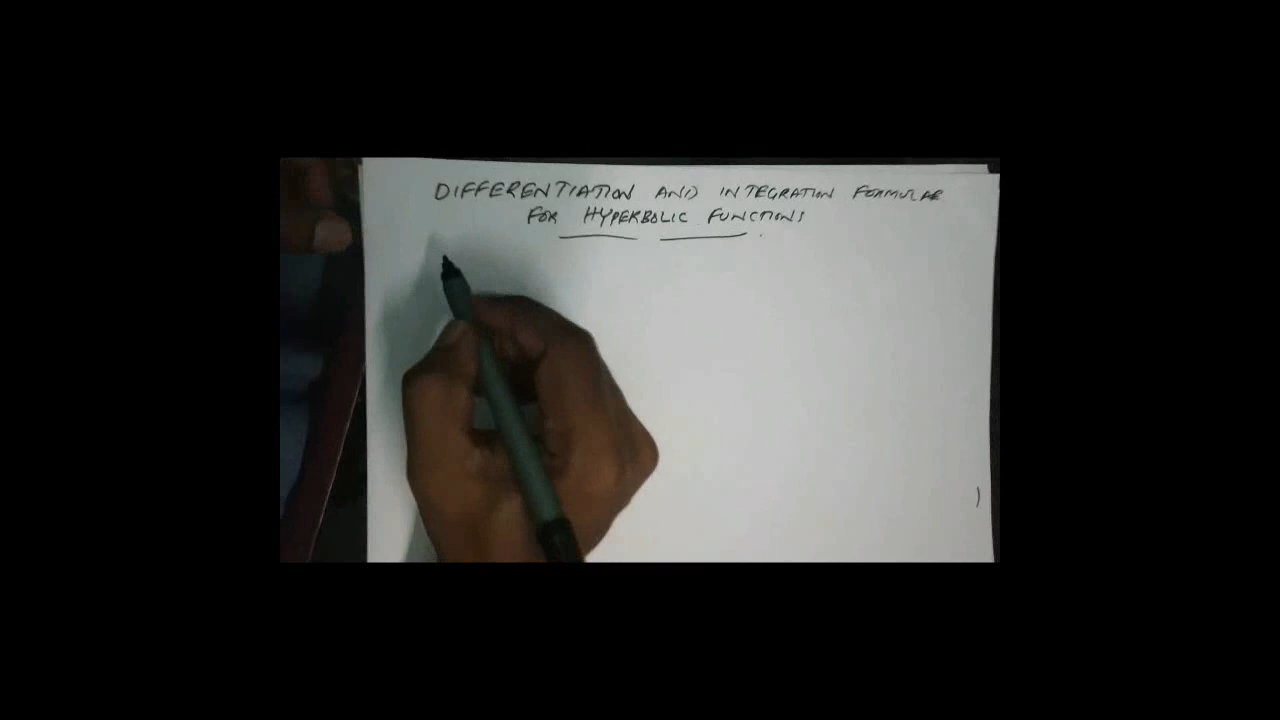 DIFFERENTIATION AND INTEGRATION FORMULAE
FOR HYPERBOLIC FUNCTIONS